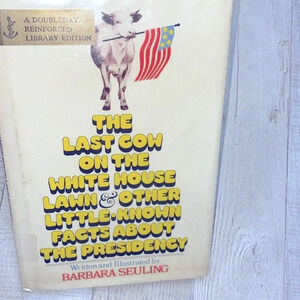 A DOUBLEDAY
REINFORCED
LIBRARY EDITION
THE
LAST COW
ON THE
WHITE HOUSE
LAWN & OTHER
LITTLE-KNOWN
FACTS ABOUT
THE PRESIDENCY
Written and Illustrated by
BARBARA SEULING